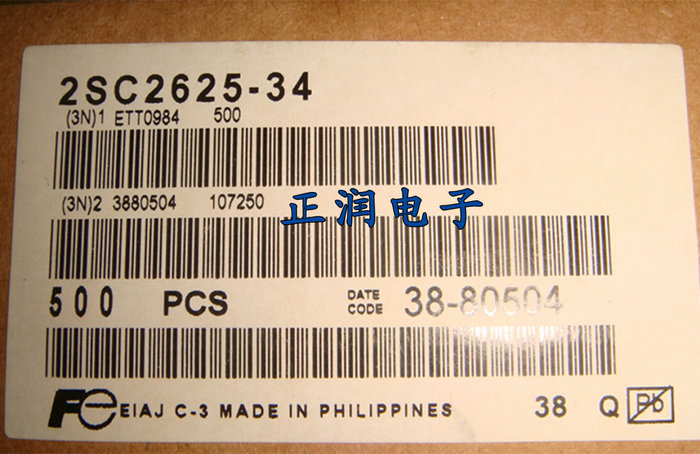 2SC2625-34
(3N)1 ETT0984 500
(3N)2 3880504 107250
正润电子
500 PCS DATE CODE 38-80504
Fe EIAJ C-3 MADE IN PHILIPPINES 38 Q Pb